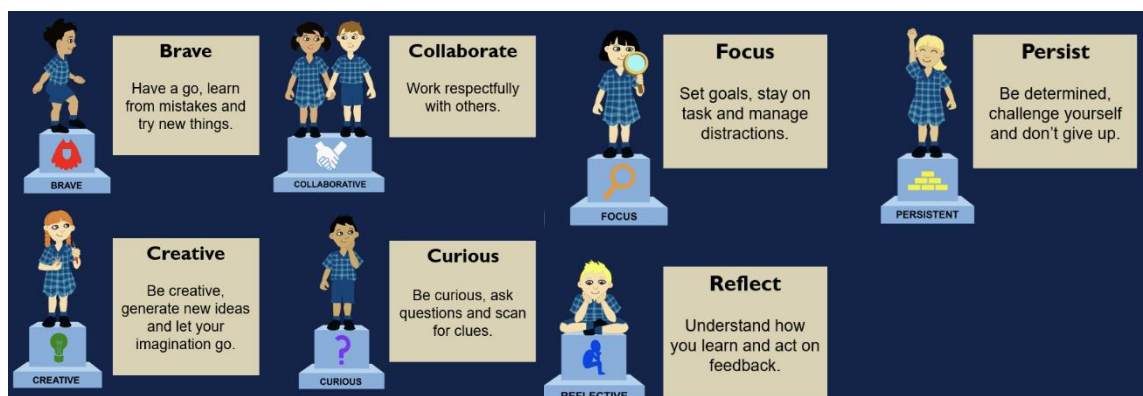 Brave
Have a go, learn
from mistakes and
try new things.
BRAVE
Collaborate
Work respectfully
with others.
COLLABORATIVE
Focus
Set goals, stay on
task and manage
distractions.
FOCUS
Persist
Be determined,
challenge yourself
and don’t give up.
PERSISTENT
Creative
Be creative,
generate new ideas
and let your
imagination go.
CREATIVE
Curious
Be curious, ask
questions and scan
for clues.
CURIOUS
Reflect
Understand how
you learn and act on
feedback.
REFLECTIVE